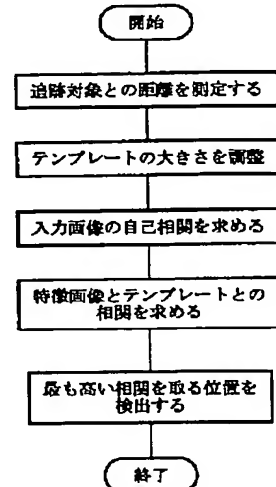 開始
追跡対象との距離を測定する
テンプレートの大きさを調整
入力画像の自己相関を求める
特徴画像とテンプレートとの
相関を求める
最も高い相関を取る位置を
検出する
終了